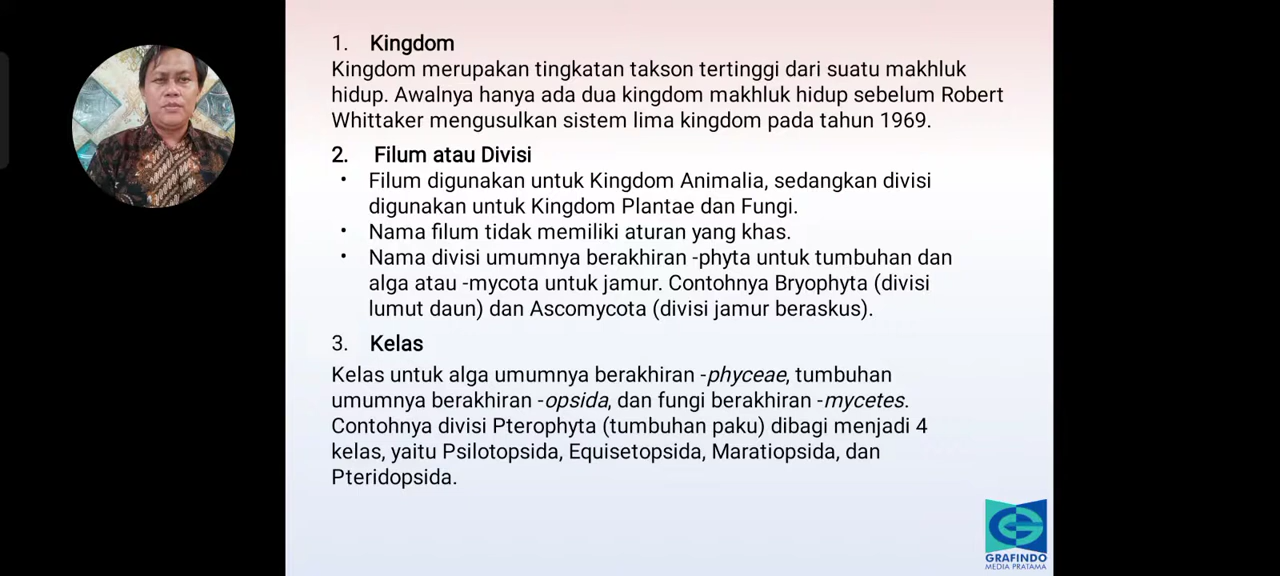 1. Kingdom
Kingdom merupakan tingkatan takson tertinggi dari suatu makhluk
hidup. Awalnya hanya ada dua kingdom makhluk hidup sebelum Robert
Whittaker mengusulkan sistem lima kingdom pada tahun 1969.
2. Filum atau Divisi
• Filum digunakan untuk Kingdom Animalia, sedangkan divisi
digunakan untuk Kingdom Plantae dan Fungi.
• Nama filum tidak memiliki aturan yang khas.
• Nama divisi umumnya berakhiran -phyta untuk tumbuhan dan
alga atau -mycota untuk jamur. Contohnya Bryophyta (divisi
lumut daun) dan Ascomycota (divisi jamur beraskus).
3. Kelas
Kelas untuk alga umumnya berakhiran -phyceae, tumbuhan
umumnya berakhiran -opsida, dan fungi berakhiran -mycetes.
Contohnya divisi Pterophyta (tumbuhan paku) dibagi menjadi 4
kelas, yaitu Psilotopsida, Equisetopsida, Maratiopsida, dan
Pteridopsida.
GRAFINDO
MEDIA PRATAMA